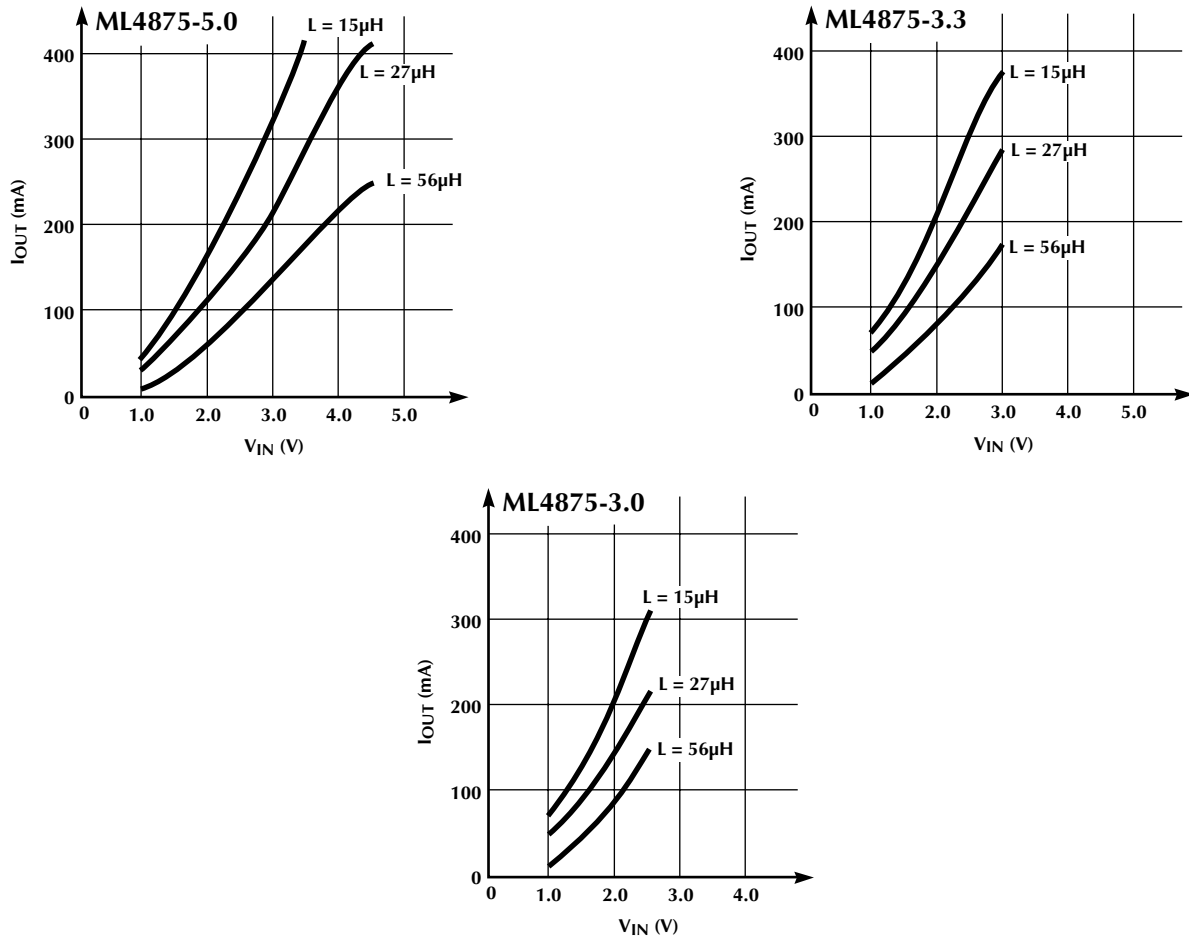 ML4875-5.0
L = 15µH
400
L = 27µH
300
L = 56µH
200
100
0
IOUT (mA)
0 1.0 2.0 3.0 4.0 5.0
VIN (V)
ML4875-3.3
400
L = 15µH
300
L = 27µH
200
L = 56µH
100
0
IOUT (mA)
0 1.0 2.0 3.0 4.0 5.0
VIN (V)
ML4875-3.0
400
L = 15µH
300
L = 27µH
200
L = 56µH
100
0
IOUT (mA)
0 1.0 2.0 3.0 4.0
VIN (V)